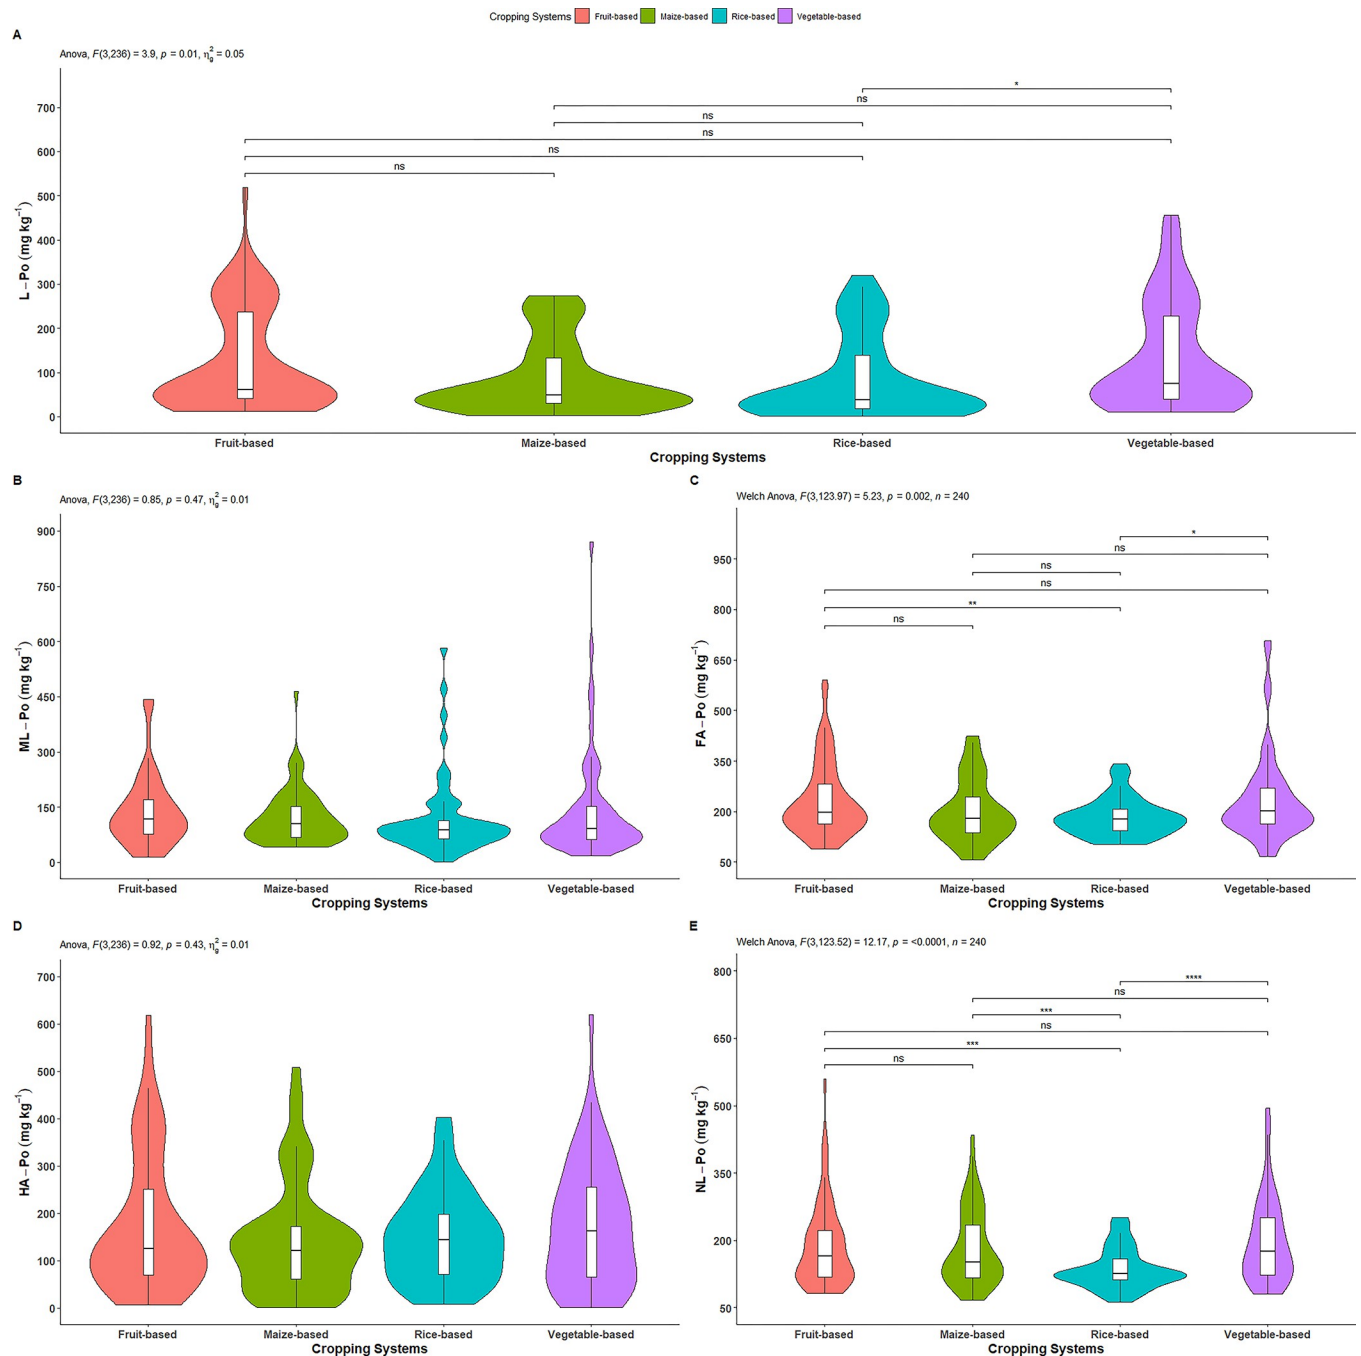 Cropping Systems Fruit-based Maize-based Rice-based Vegetable-based
A
Anova, F(3,236) = 3.9, p = 0.01, η²g = 0.05
*
ns
ns
ns
ns
ns
700
600
500
400
300
200
100
0
L − Po (mg kg⁻¹)
Fruit-based Maize-based Rice-based Vegetable-based
Cropping Systems
B
Anova, F(3,236) = 0.85, p = 0.47, η²g = 0.01
900
750
600
450
300
150
0
ML − Po (mg kg⁻¹)
Fruit-based Maize-based Rice-based Vegetable-based
Cropping Systems
C
Welch Anova, F(3,123.97) = 5.23, p = 0.002, n = 240
*
ns
ns
ns
**
ns
950
800
650
500
350
200
50
FA − Po (mg kg⁻¹)
Fruit-based Maize-based Rice-based Vegetable-based
Cropping Systems
D
Anova, F(3,236) = 0.92, p = 0.43, η²g = 0.01
700
600
500
400
300
200
100
0
HA − Po (mg kg⁻¹)
Fruit-based Maize-based Rice-based Vegetable-based
Cropping Systems
E
Welch Anova, F(3,123.52) = 12.17, p = <0.0001, n = 240
****
ns
***
ns
***
ns
800
650
500
350
200
50
NL − Po (mg kg⁻¹)
Fruit-based Maize-based Rice-based Vegetable-based
Cropping Systems